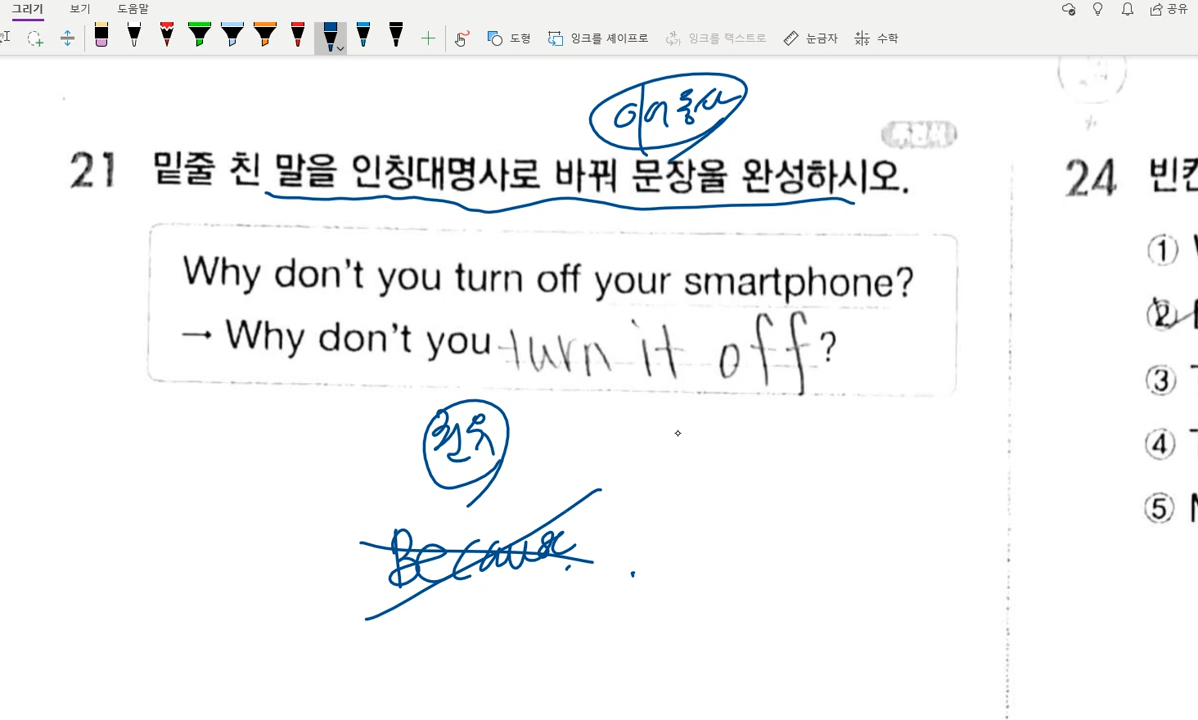 그리기 보기 도움말 공유
도형 잉크를 셰이프로 잉크를 텍스트로 눈금자 수학
이어동사
21 밑줄 친 말을 인칭대명사로 바꿔 문장을 완성하시오.
Why don't you turn off your smartphone?
→ Why don't you turn it off?
Because
24 빈칸
①
②
③
④
⑤